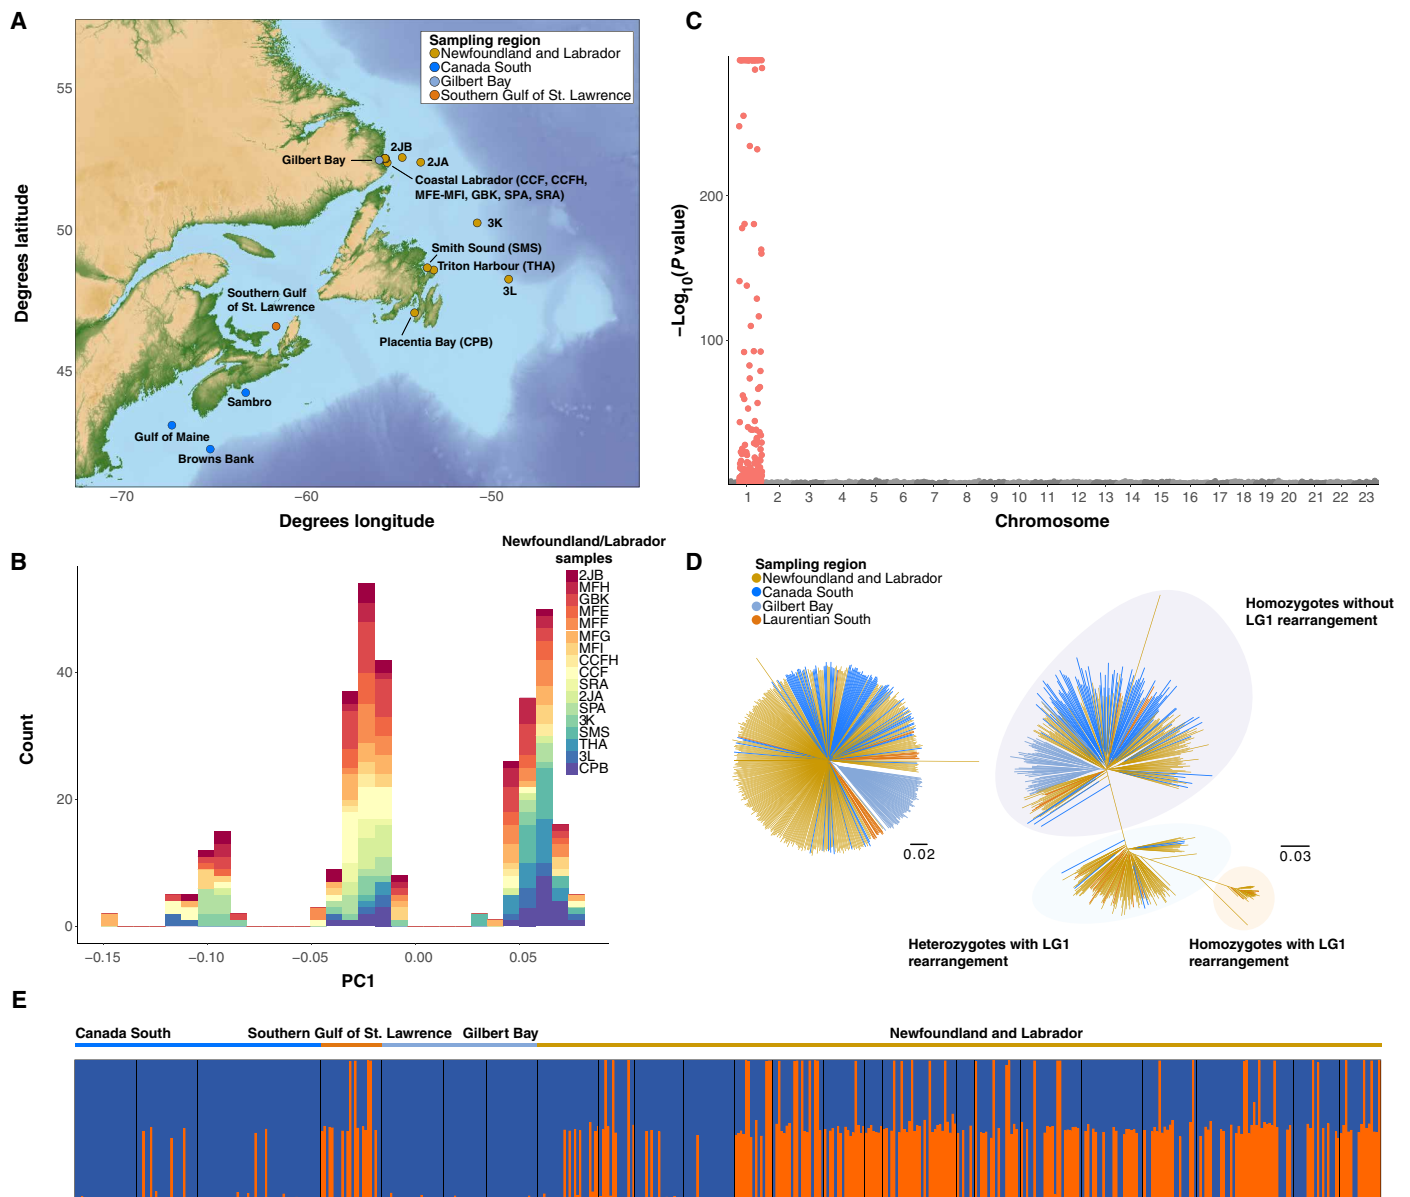 A
Sampling region
Newfoundland and Labrador
Canada South
Gilbert Bay
Southern Gulf of St. Lawrence
55
50
45
Degrees latitude
2JB
Gilbert Bay
2JA
Coastal Labrador (CCF, CCFH,
MFE-MFI, GBK, SPA, SRA)
3K
Smith Sound (SMS)
Triton Harbour (THA)
3L
Southern Gulf
of St. Lawrence
Placentia Bay (CPB)
Sambro
Gulf of Maine
Browns Bank
−70 −60 −50
Degrees longitude
C
200
100
−Log10(P value)
1 2 3 4 5 6 7 8 9 10 11 12 13 14 15 16 17 18 19 20 21 22 23
Chromosome
B
Newfoundland/Labrador
samples
2JB
MFH
GBK
MFE
MFF
MFG
MFI
CCFH
CCF
SRA
2JA
SPA
3K
SMS
THA
3L
CPB
40
20
0
Count
−0.15 −0.10 −0.05 0.00 0.05
PC1
D
Sampling region
Newfoundland and Labrador
Canada South
Gilbert Bay
Laurentian South
Homozygotes without
LG1 rearrangement
0.02
0.03
Heterozygotes with LG1
rearrangement
Homozygotes with LG1
rearrangement
E
Canada South Southern Gulf of St. Lawrence Gilbert Bay Newfoundland and Labrador